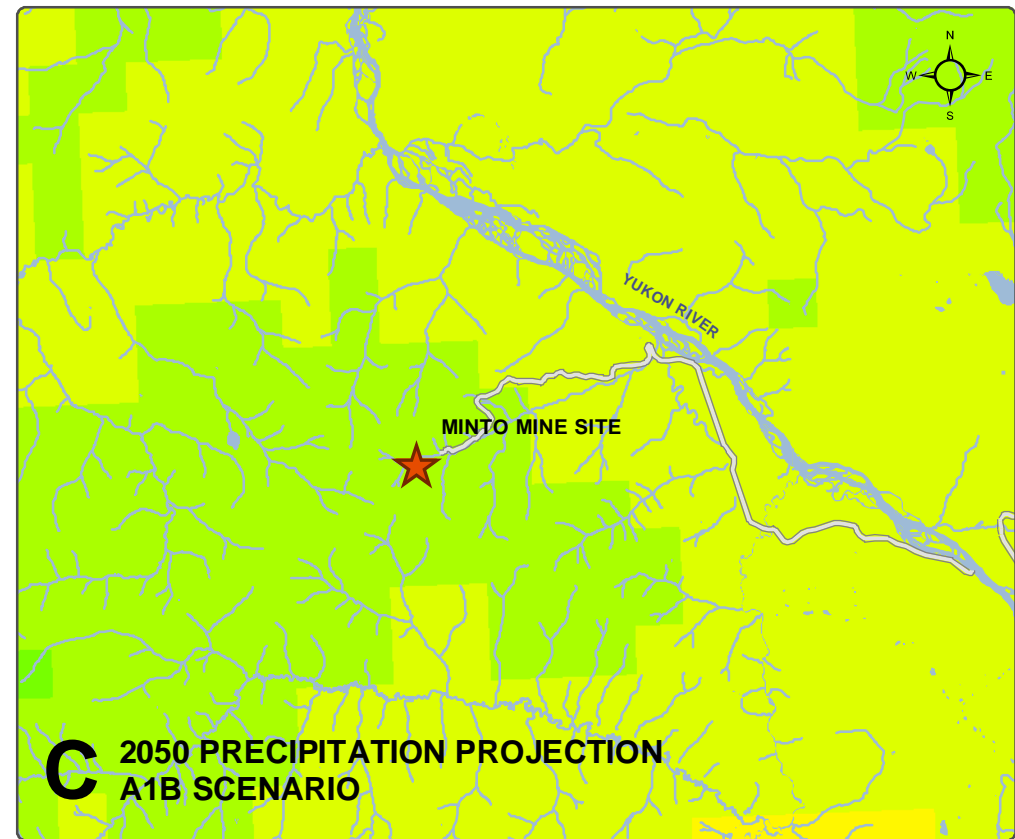 N
W E
S
YUKON RIVER
MINTO MINE SITE
C 2050 PRECIPITATION PROJECTION
A1B SCENARIO